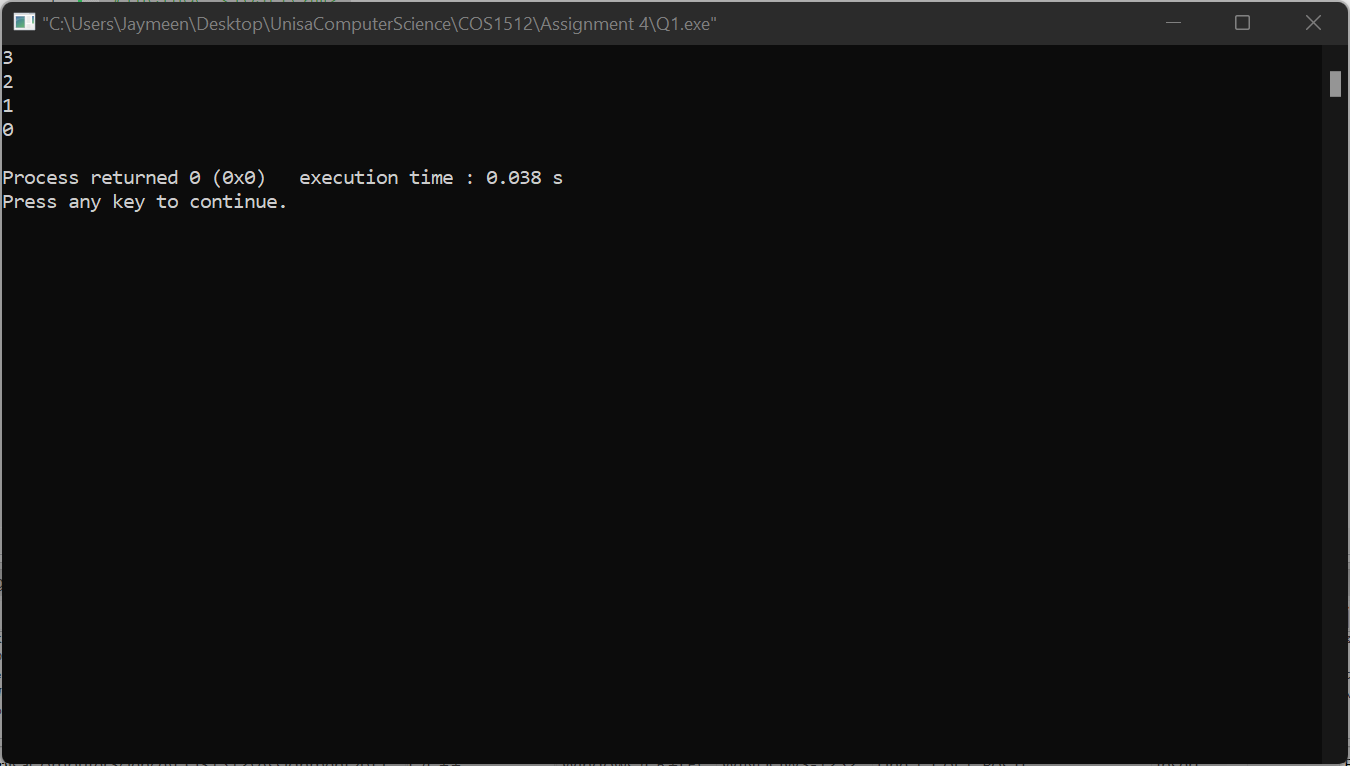 "C:\Users\Jaymeen\Desktop\UnisaComputerScience\COS1512\Assignment 4\Q1.exe"
3
2
1
0
Process returned 0 (0x0)   execution time : 0.038 s
Press any key to continue.